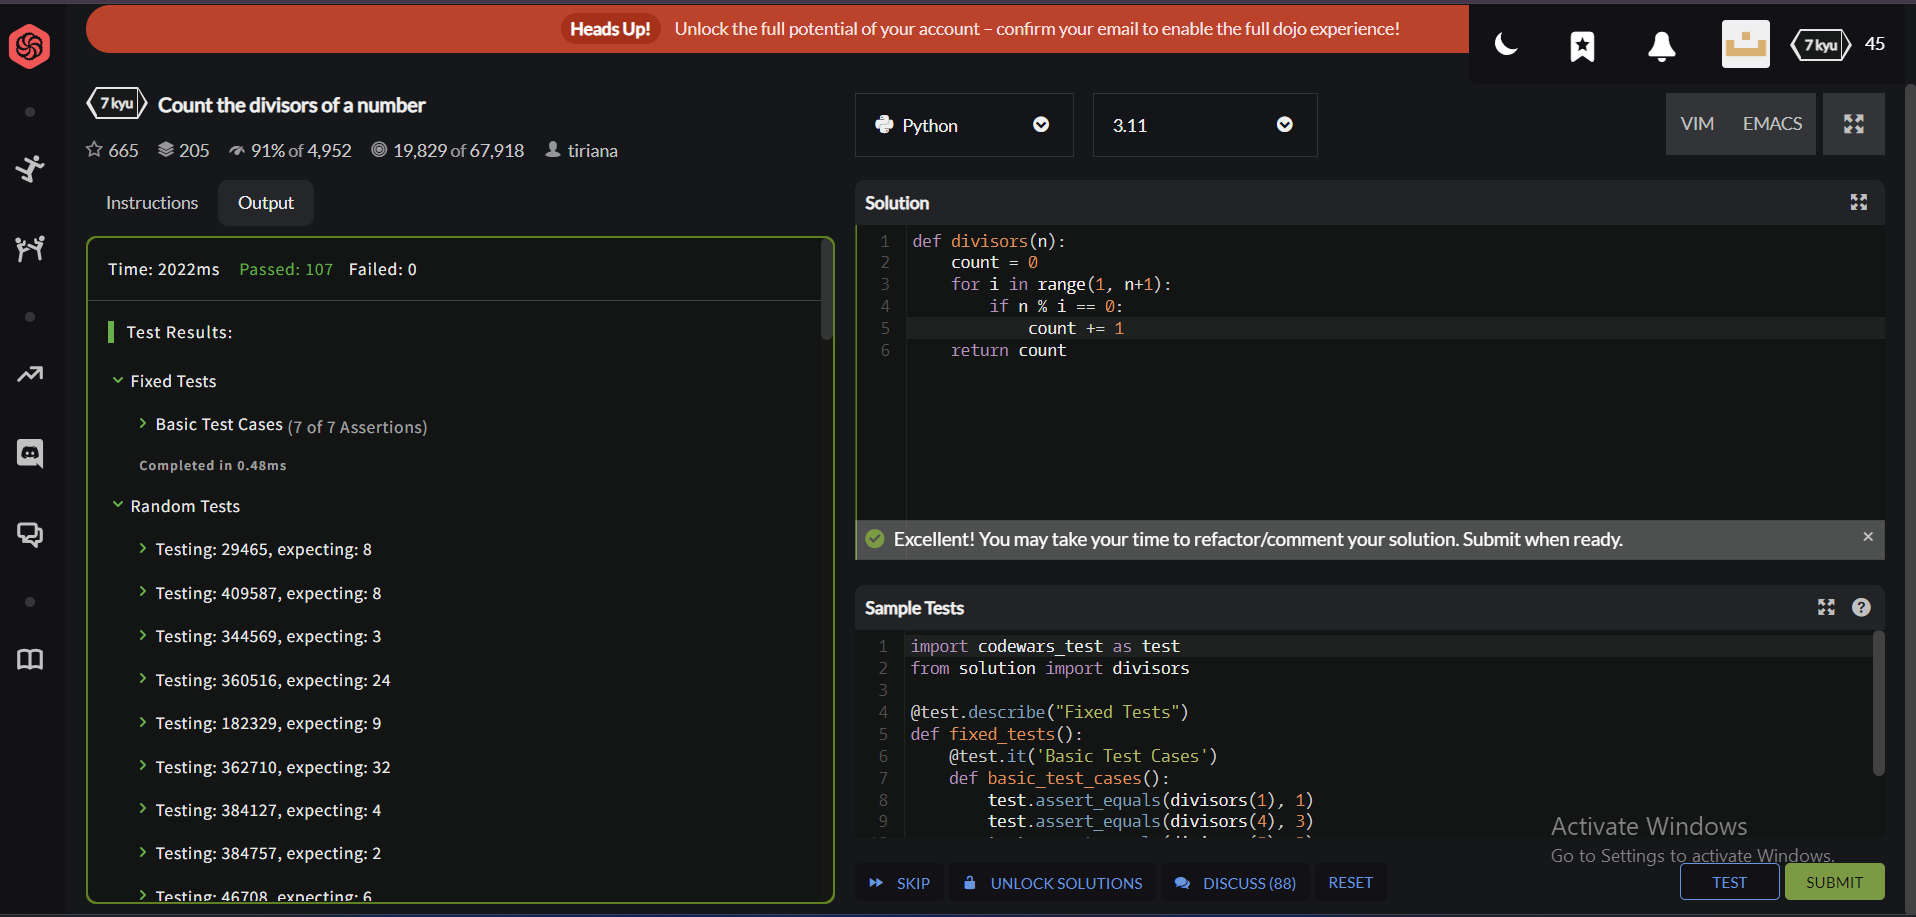 Heads Up! Unlock the full potential of your account – confirm your email to enable the full dojo experience!
7 kyu 45
7 kyu Count the divisors of a number
665 205 91% of 4,952 19,829 of 67,918 tiriana
Instructions Output
Time: 2022ms Passed: 107 Failed: 0
Test Results:
Fixed Tests
Basic Test Cases (7 of 7 Assertions)
Completed in 0.48ms
Random Tests
Testing: 29465, expecting: 8
Testing: 409587, expecting: 8
Testing: 344569, expecting: 3
Testing: 360516, expecting: 24
Testing: 182329, expecting: 9
Testing: 362710, expecting: 32
Testing: 384127, expecting: 4
Testing: 384757, expecting: 2
Testing: 46708, expecting: 6
Python 3.11 VIM EMACS
Solution
1 def divisors(n):
2 count = 0
3 for i in range(1, n+1):
4 if n % i == 0:
5 count += 1
6 return count
Excellent! You may take your time to refactor/comment your solution. Submit when ready. ×
Sample Tests ?
1 import codewars_test as test
2 from solution import divisors
3
4 @test.describe("Fixed Tests")
5 def fixed_tests():
6 @test.it('Basic Test Cases')
7 def basic_test_cases():
8 test.assert_equals(divisors(1), 1)
9 test.assert_equals(divisors(4), 3)
Activate Windows
Go to Settings to activate Windows.
SKIP UNLOCK SOLUTIONS DISCUSS (88) RESET TEST SUBMIT